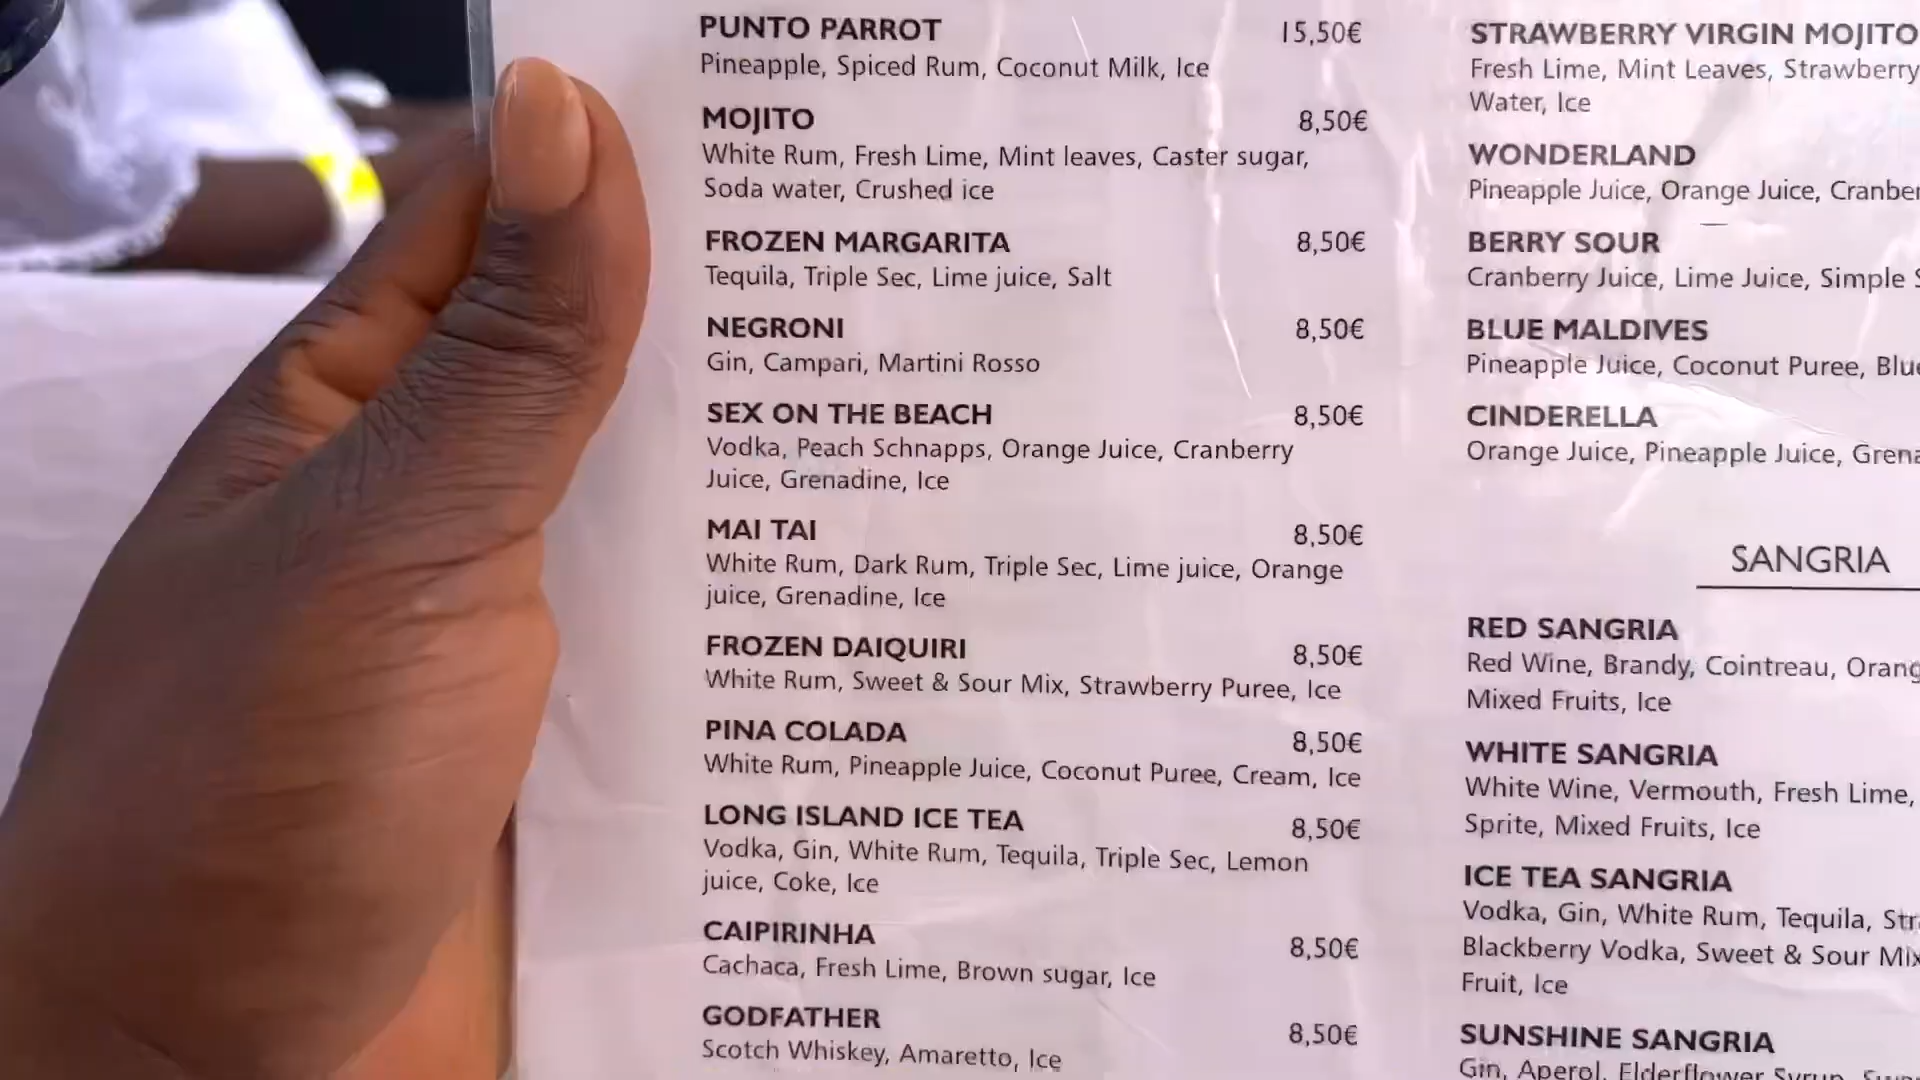 PUNTO PARROT 15,50€
Pineapple, Spiced Rum, Coconut Milk, Ice
MOJITO 8,50€
White Rum, Fresh Lime, Mint leaves, Caster sugar,
Soda water, Crushed ice
FROZEN MARGARITA 8,50€
Tequila, Triple Sec, Lime juice, Salt
NEGRONI 8,50€
Gin, Campari, Martini Rosso
SEX ON THE BEACH 8,50€
Vodka, Peach Schnapps, Orange Juice, Cranberry
Juice, Grenadine, Ice
MAI TAI 8,50€
White Rum, Dark Rum, Triple Sec, Lime juice, Orange
juice, Grenadine, Ice
FROZEN DAIQUIRI 8,50€
White Rum, Sweet & Sour Mix, Strawberry Puree, Ice
PINA COLADA 8,50€
White Rum, Pineapple Juice, Coconut Puree, Cream, Ice
LONG ISLAND ICE TEA 8,50€
Vodka, Gin, White Rum, Tequila, Triple Sec, Lemon
juice, Coke, Ice
CAIPIRINHA 8,50€
Cachaca, Fresh Lime, Brown sugar, Ice
GODFATHER 8,50€
Scotch Whiskey, Amaretto, Ice
STRAWBERRY VIRGIN MOJITO
Fresh Lime, Mint Leaves, Strawberry
Water, Ice
WONDERLAND
Pineapple Juice, Orange Juice,
BERRY SOUR
Cranberry Juice, Lime Juice, Simple
BLUE MALDIVES
Pineapple Juice, Coconut Puree,
CINDERELLA
Orange Juice, Pineapple Juice,
SANGRIA
RED SANGRIA
Red Wine, Brandy, Cointreau,
Mixed Fruits, Ice
WHITE SANGRIA
White Wine, Vermouth, Fresh Lime,
Sprite, Mixed Fruits, Ice
ICE TEA SANGRIA
Vodka, Gin, White Rum, Tequila,
Blackberry Vodka, Sweet & Sour Mix
Fruit, Ice
SUNSHINE SANGRIA
Gin, Aperol, Elderflower Syrup,